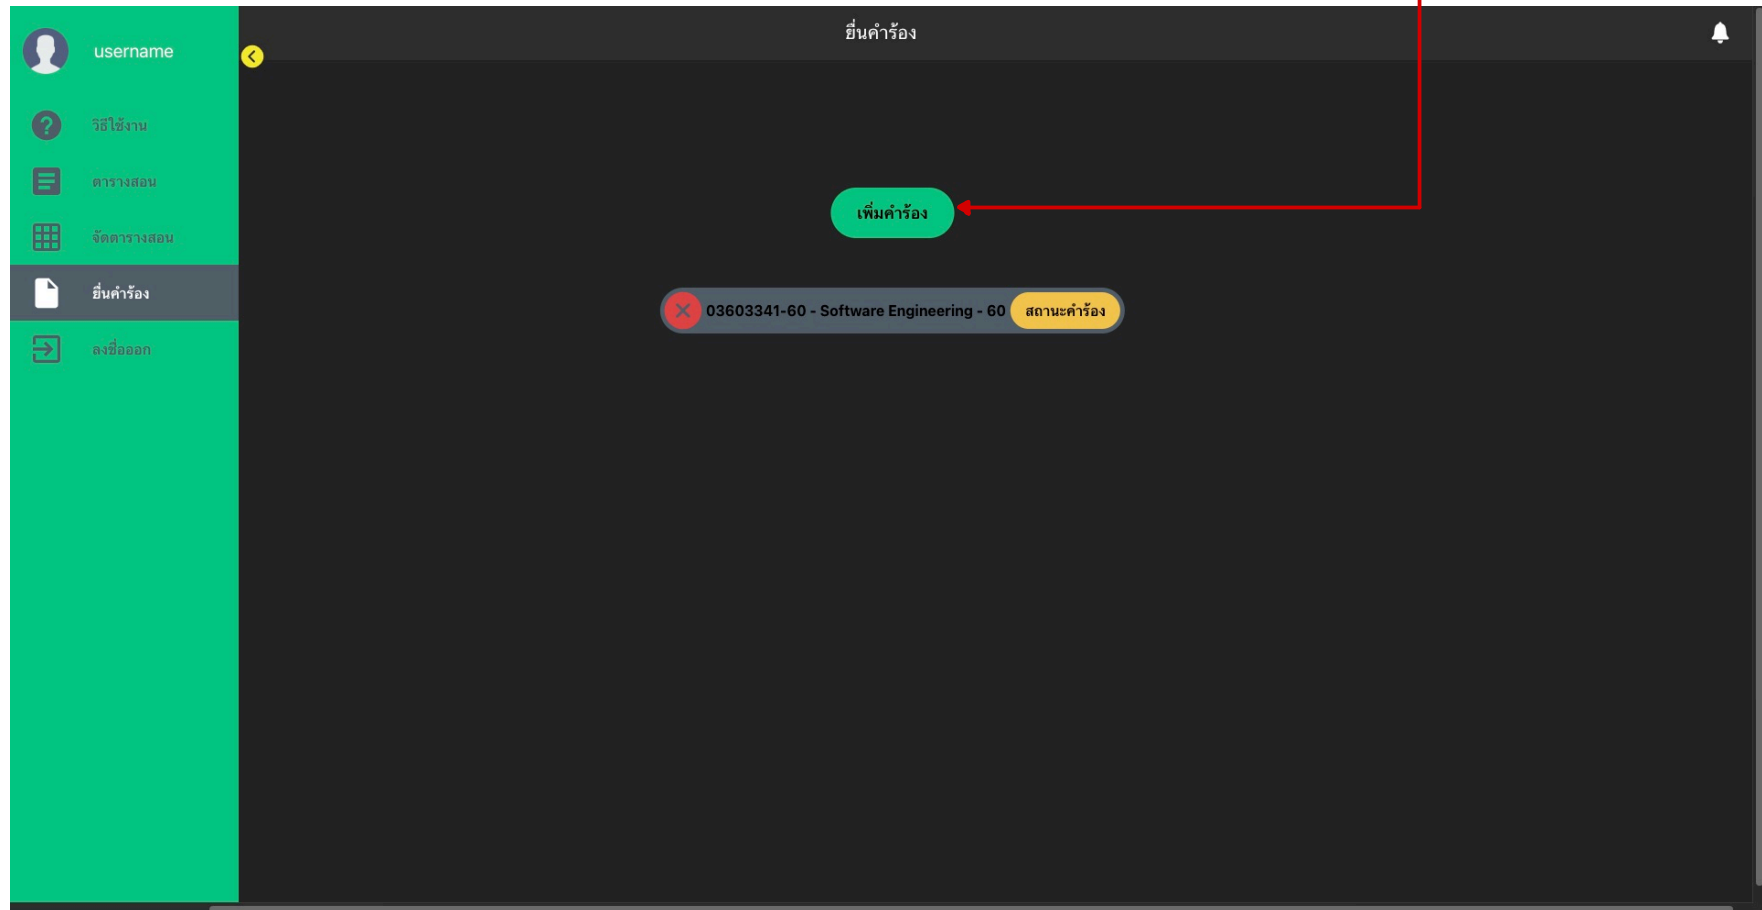 ยื่นคำร้อง
username
วิธีใช้งาน
ตารางสอน
จัดตารางสอน
ยื่นคำร้อง
ลงชื่อออก
เพิ่มคำร้อง
03603341-60 - Software Engineering - 60 สถานะคำร้อง